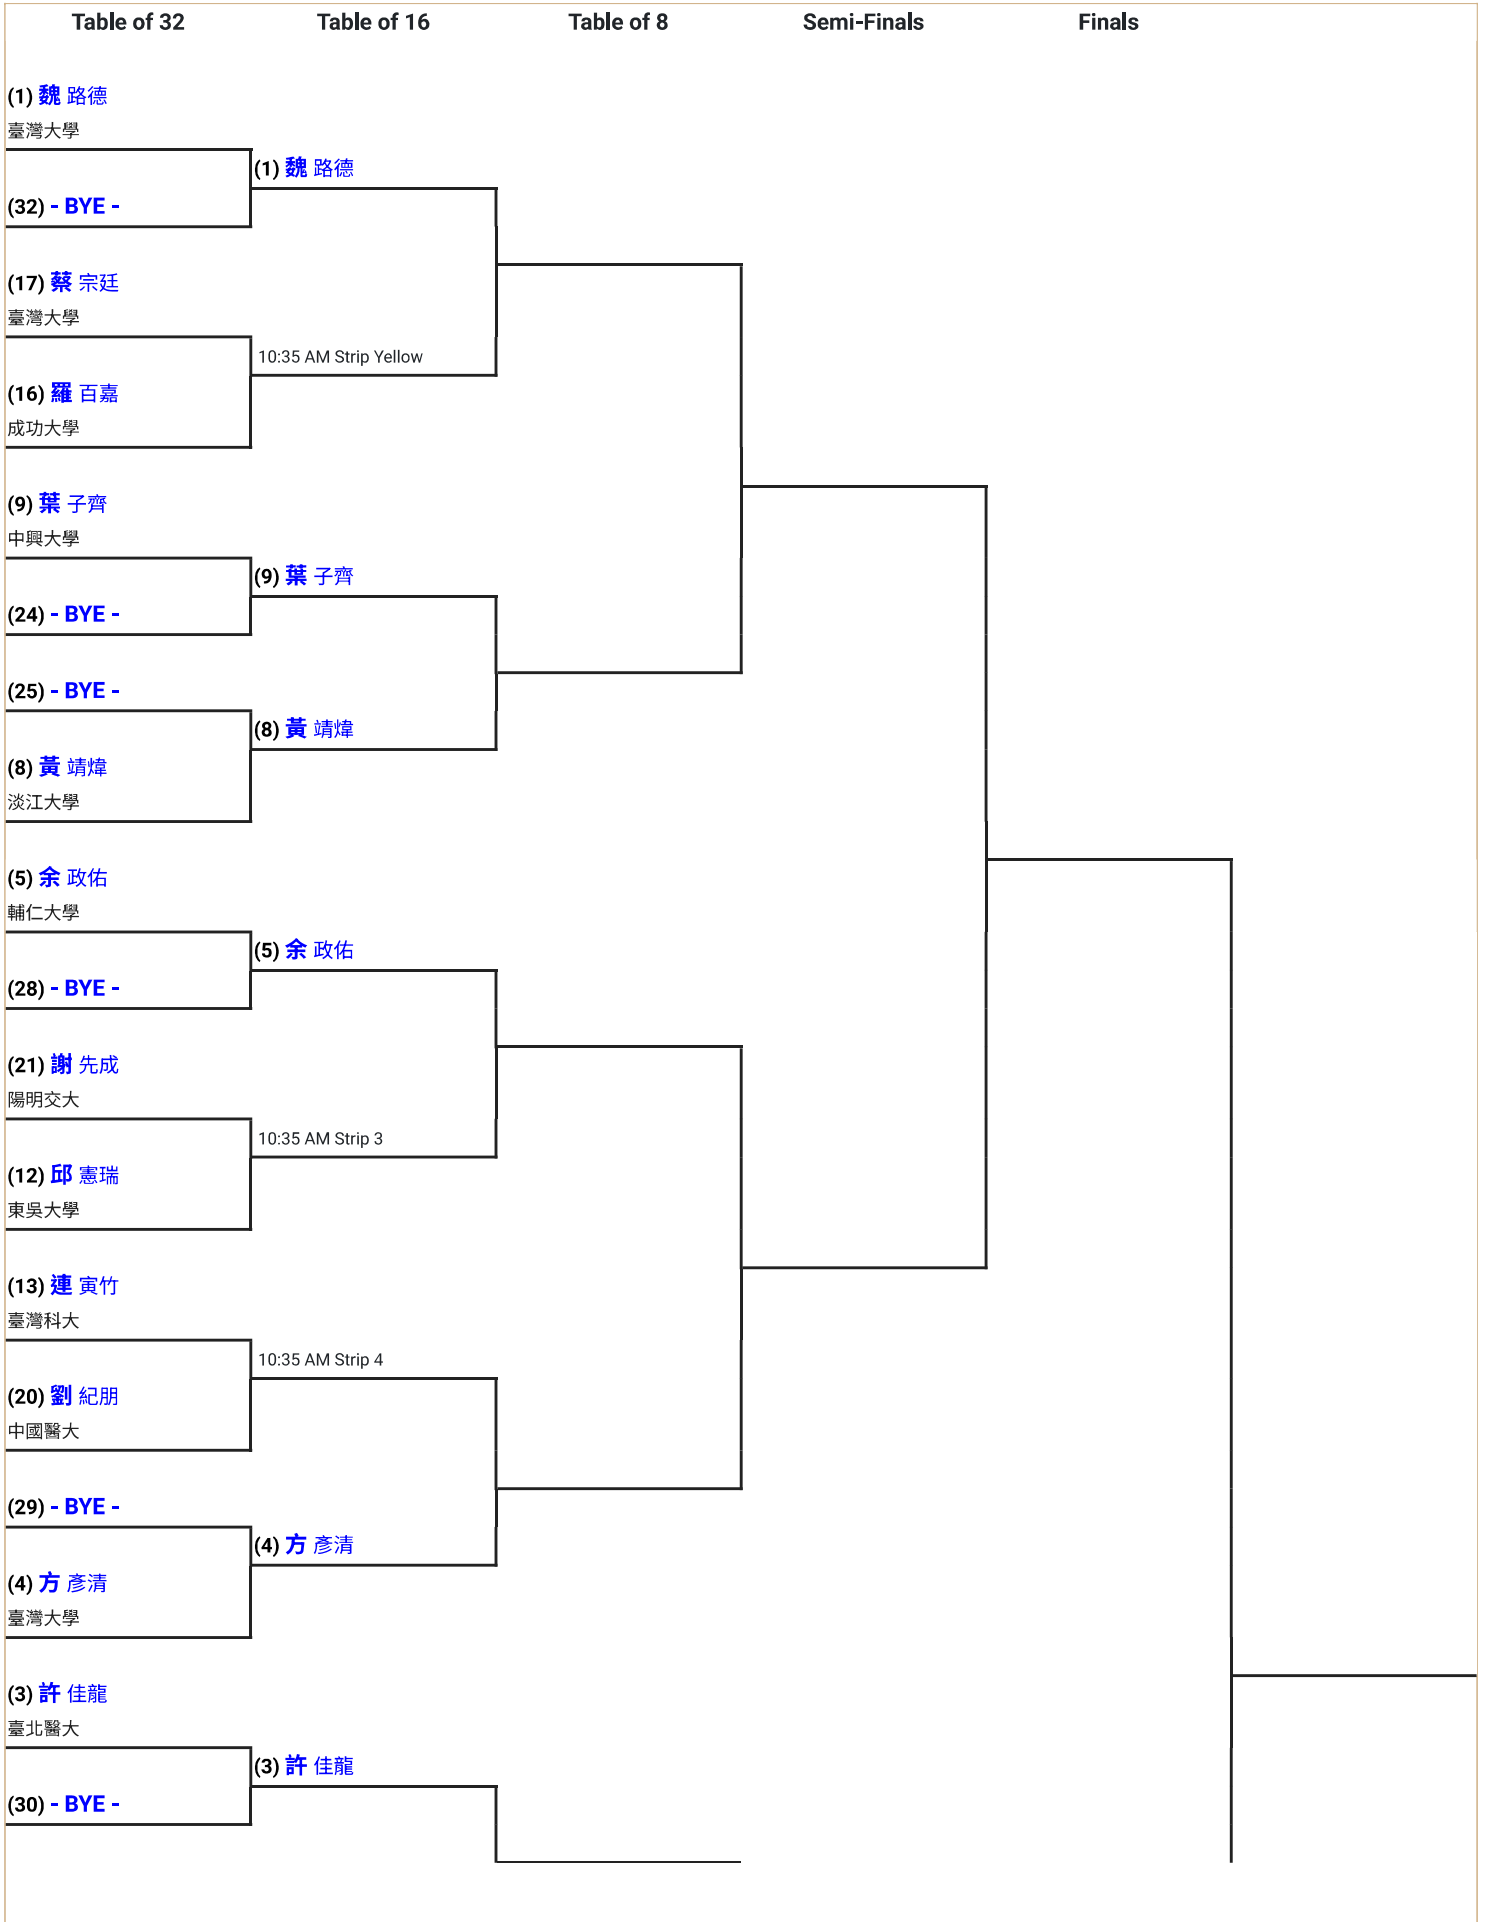 Table of 32 Table of 16 Table of 8 Semi-Finals Finals
(1) 魏 路德
臺灣大學
(1) 魏 路德
(32) - BYE -
(17) 蔡 宗廷
臺灣大學
10:35 AM Strip Yellow
(16) 羅 百嘉
成功大學
(9) 葉 子齊
中興大學
(9) 葉 子齊
(24) - BYE -
(25) - BYE -
(8) 黃 靖煒
(8) 黃 靖煒
淡江大學
(5) 余 政佑
輔仁大學
(5) 余 政佑
(28) - BYE -
(21) 謝 先成
陽明交大
10:35 AM Strip 3
(12) 邱 憲瑞
東吳大學
(13) 連 寅竹
臺灣科大
10:35 AM Strip 4
(20) 劉 紀朋
中國醫大
(29) - BYE -
(4) 方 彥清
(4) 方 彥清
臺灣大學
(3) 許 佳龍
臺北醫大
(3) 許 佳龍
(30) - BYE -